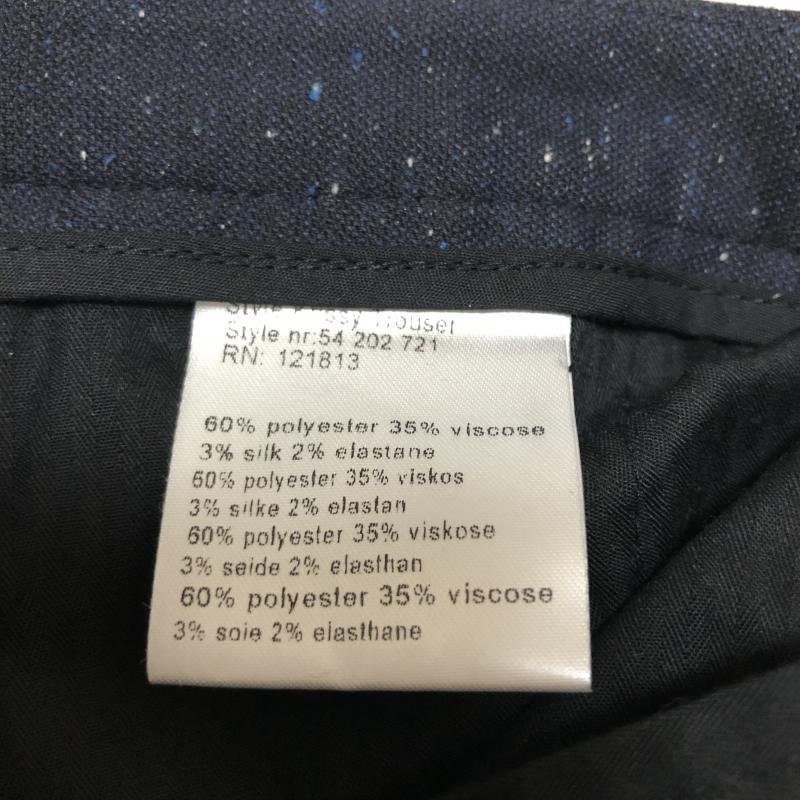 Style Trouser
Style nr:54 202 721
RN: 121813
60% polyester 35% viscose
3% silk 2% elastane
60% polyester 35% viskos
3% silke 2% elastan
60% polyester 35% viskose
3% seide 2% elasthan
60% polyester 35% viscose
3% soie 2% elasthane